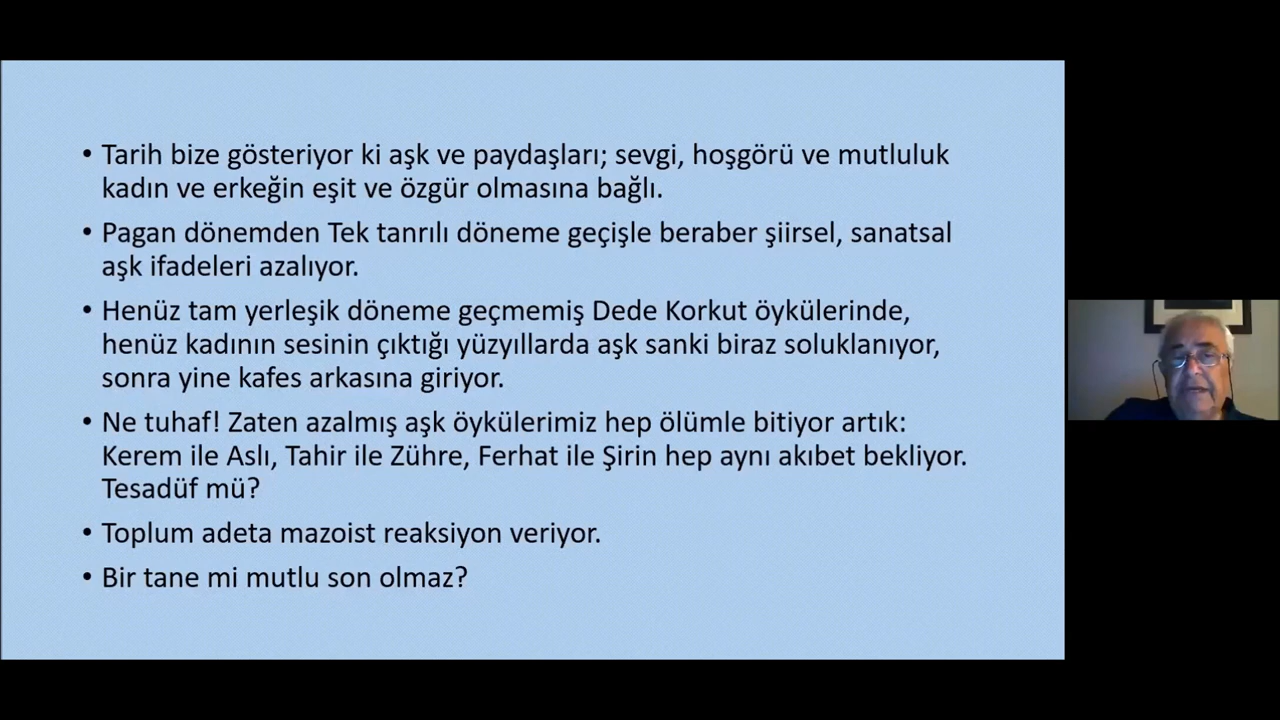 • Tarih bize gösteriyor ki aşk ve paydaşları; sevgi, hoşgörü ve mutluluk
kadın ve erkeğin eşit ve özgür olmasına bağlı.
• Pagan dönemden Tek tanrılı döneme geçişle beraber şiirsel, sanatsal
aşk ifadeleri azalıyor.
• Henüz tam yerleşik döneme geçmemiş Dede Korkut öykülerinde,
henüz kadının sesinin çıktığı yüzyıllarda aşk sanki biraz soluklanıyor,
sonra yine kafes arkasına giriyor.
• Ne tuhaf! Zaten azalmış aşk öykülerimiz hep ölümle bitiyor artık:
Kerem ile Aslı, Tahir ile Zühre, Ferhat ile Şirin hep aynı akıbet bekliyor.
Tesadüf mü?
• Toplum adeta mazoist reaksiyon veriyor.
• Bir tane mi mutlu son olmaz?